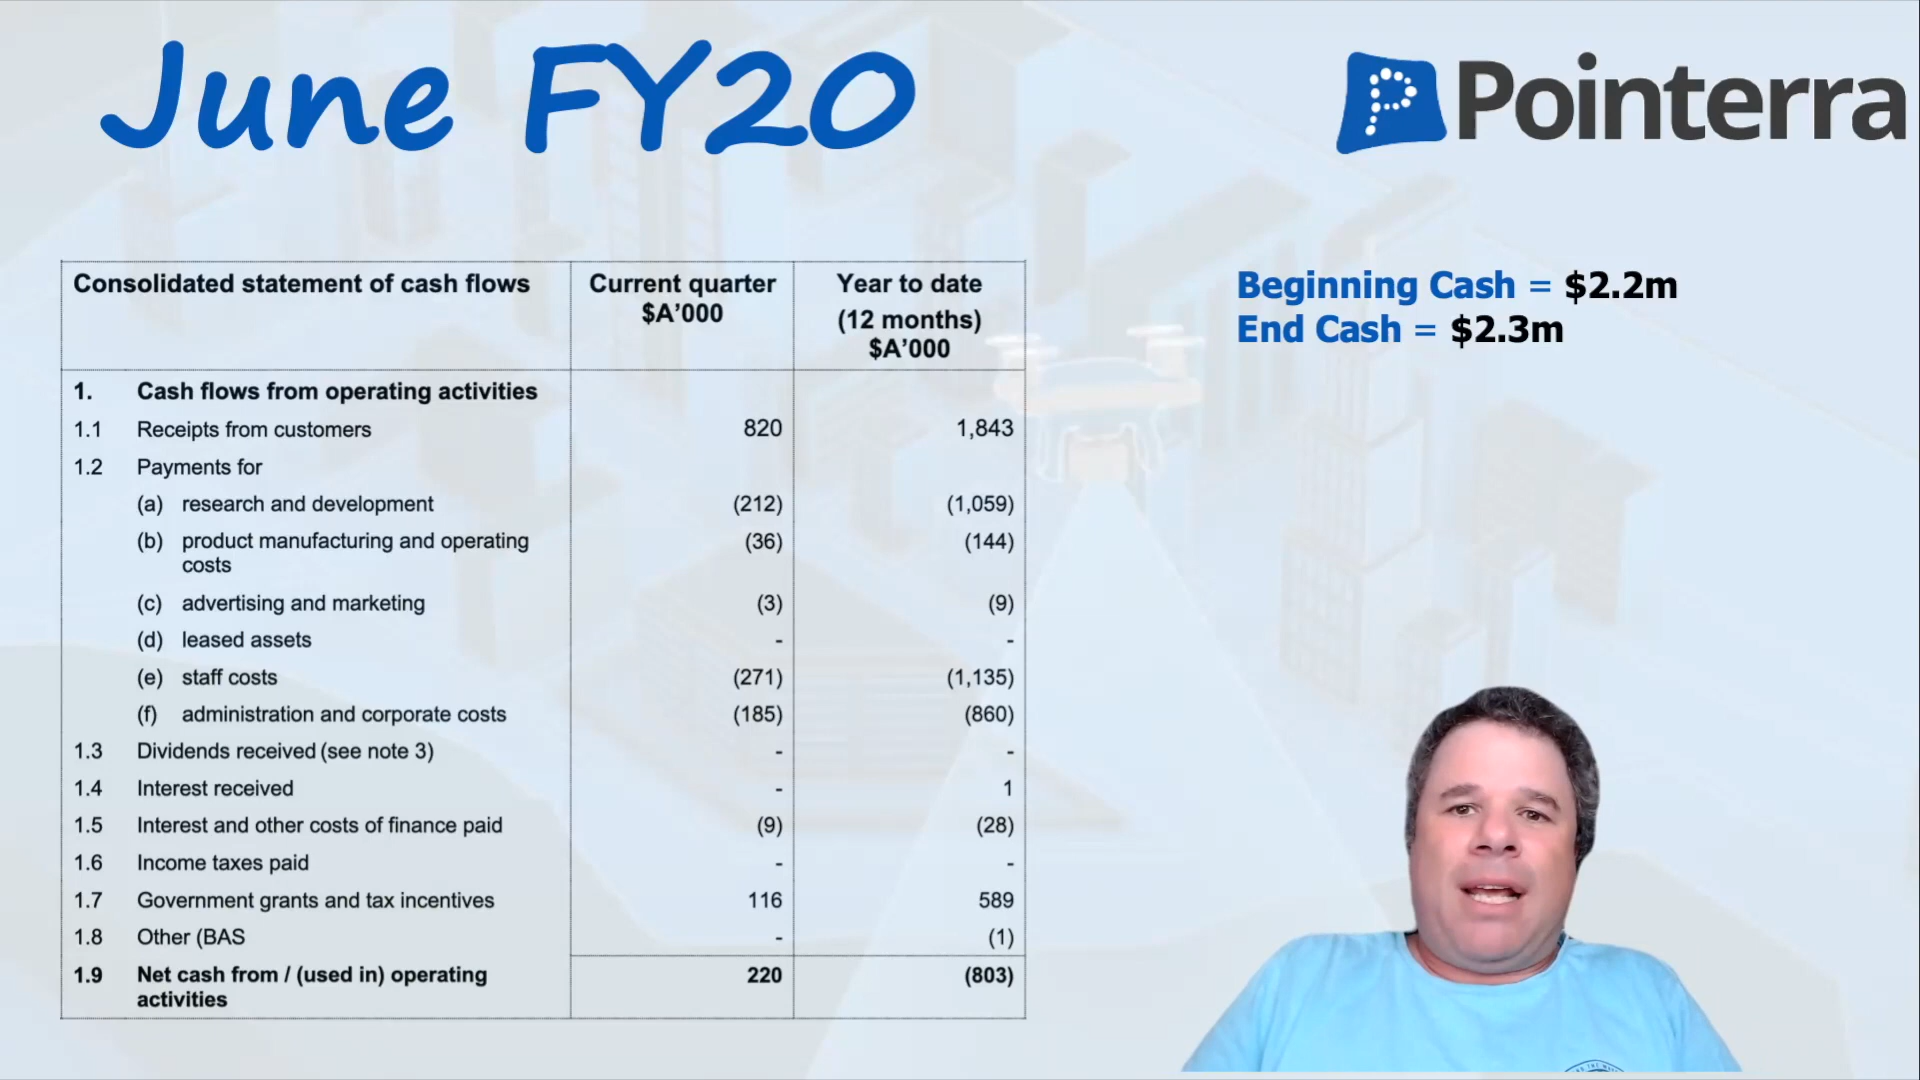 June FY20
Pointerra
Beginning Cash = $2.2m
End Cash = $2.3m
Consolidated statement of cash flows Current quarter $A’000 Year to date (12 months) $A’000
1. Cash flows from operating activities
1.1 Receipts from customers 820 1,843
1.2 Payments for
(a) research and development (212) (1,059)
(b) product manufacturing and operating costs (36) (144)
(c) advertising and marketing (3) (9)
(d) leased assets - -
(e) staff costs (271) (1,135)
(f) administration and corporate costs (185) (860)
1.3 Dividends received (see note 3) - -
1.4 Interest received - 1
1.5 Interest and other costs of finance paid (9) (28)
1.6 Income taxes paid - -
1.7 Government grants and tax incentives 116 589
1.8 Other (BAS - (1)
1.9 Net cash from / (used in) operating activities 220 (803)